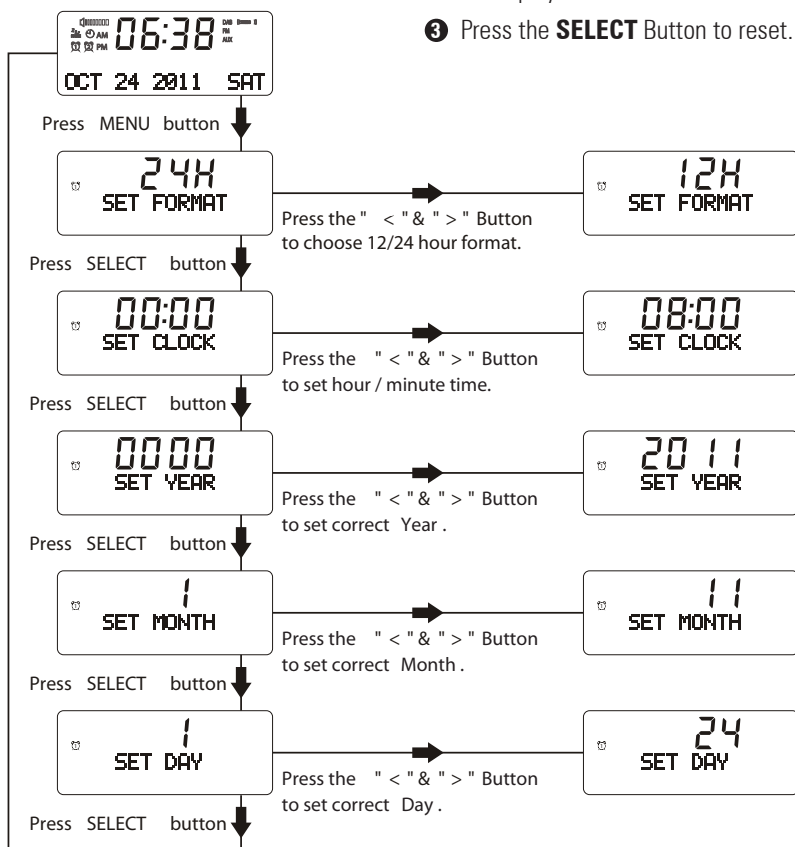 ❸ Press the SELECT Button to reset.
AM
PM
06:38
DAB
FM
AUX
OCT 24 2011 SAT
Press MENU button
24H
SET FORMAT
Press the " < " & " > " Button
to choose 12/24 hour format.
12H
SET FORMAT
Press SELECT button
00:00
SET CLOCK
Press the " < " & " > " Button
to set hour / minute time.
08:00
SET CLOCK
Press SELECT button
0000
SET YEAR
Press the " < " & " > " Button
to set correct Year .
2011
SET YEAR
Press SELECT button
1
SET MONTH
Press the " < " & " > " Button
to set correct Month .
11
SET MONTH
Press SELECT button
1
SET DAY
Press the " < " & " > " Button
to set correct Day .
24
SET DAY
Press SELECT button